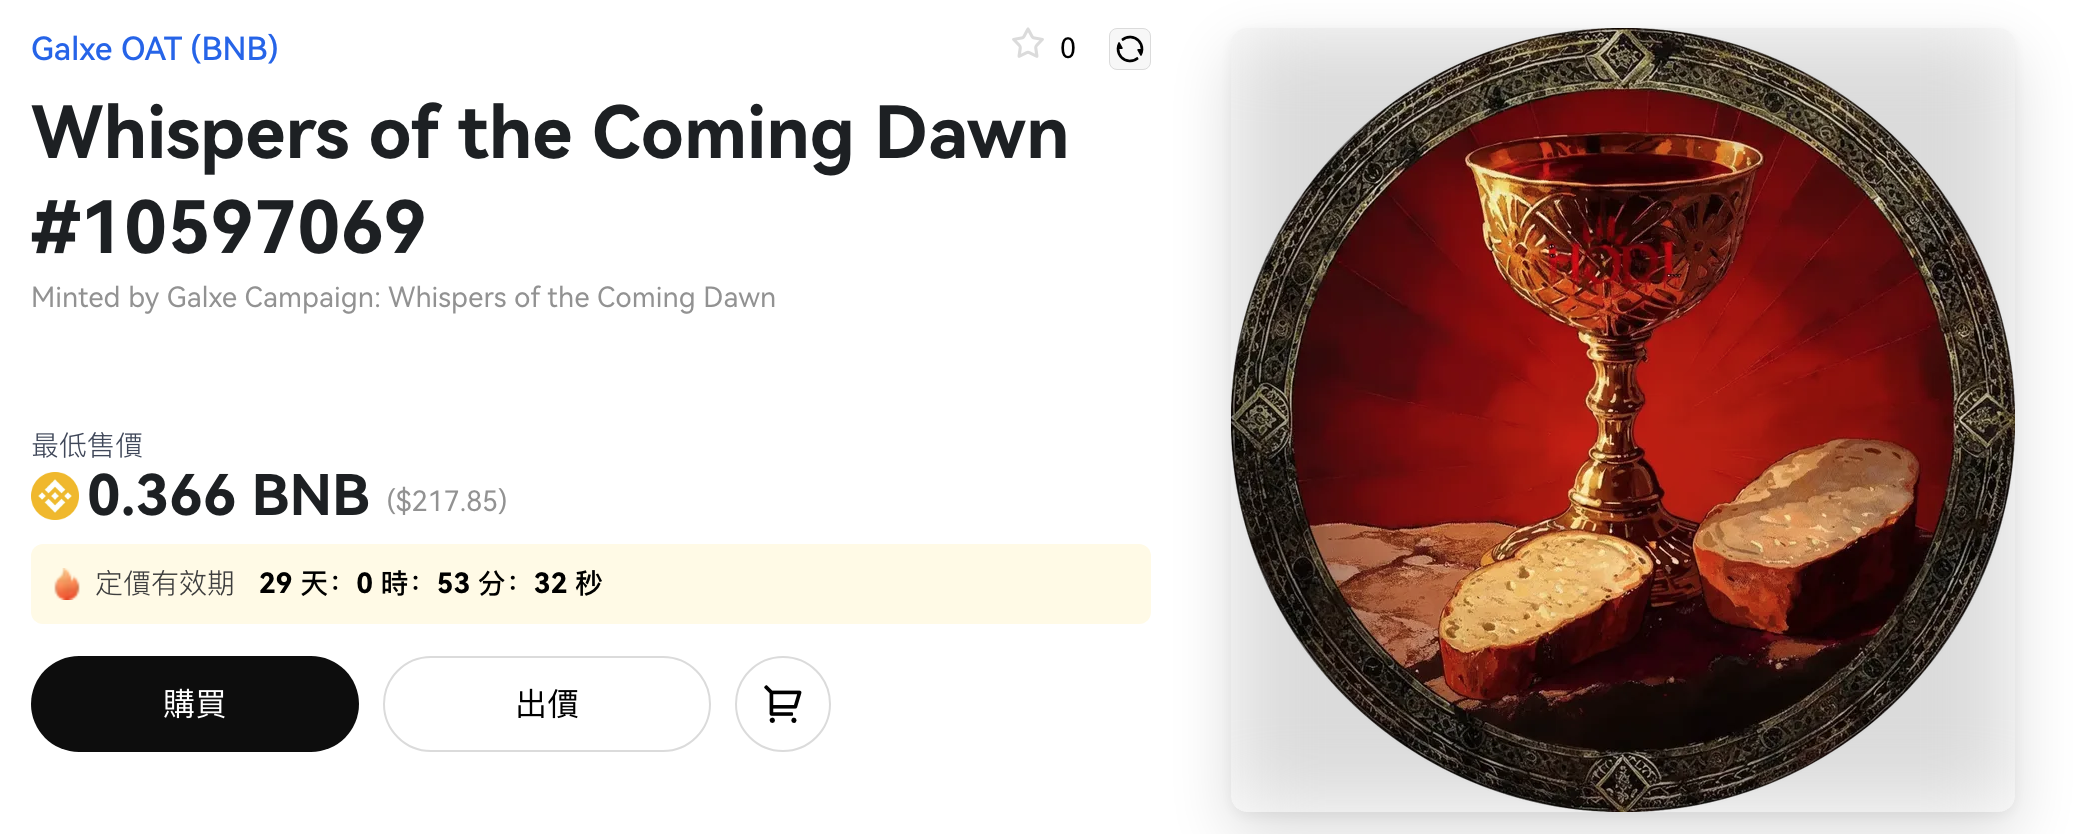 Galxe OAT (BNB)
0
Whispers of the Coming Dawn
#10597069
Minted by Galxe Campaign: Whispers of the Coming Dawn
最低售價
0.366 BNB ($217.85)
定價有效期 29 天: 0 時: 53 分: 32 秒
購買
出價